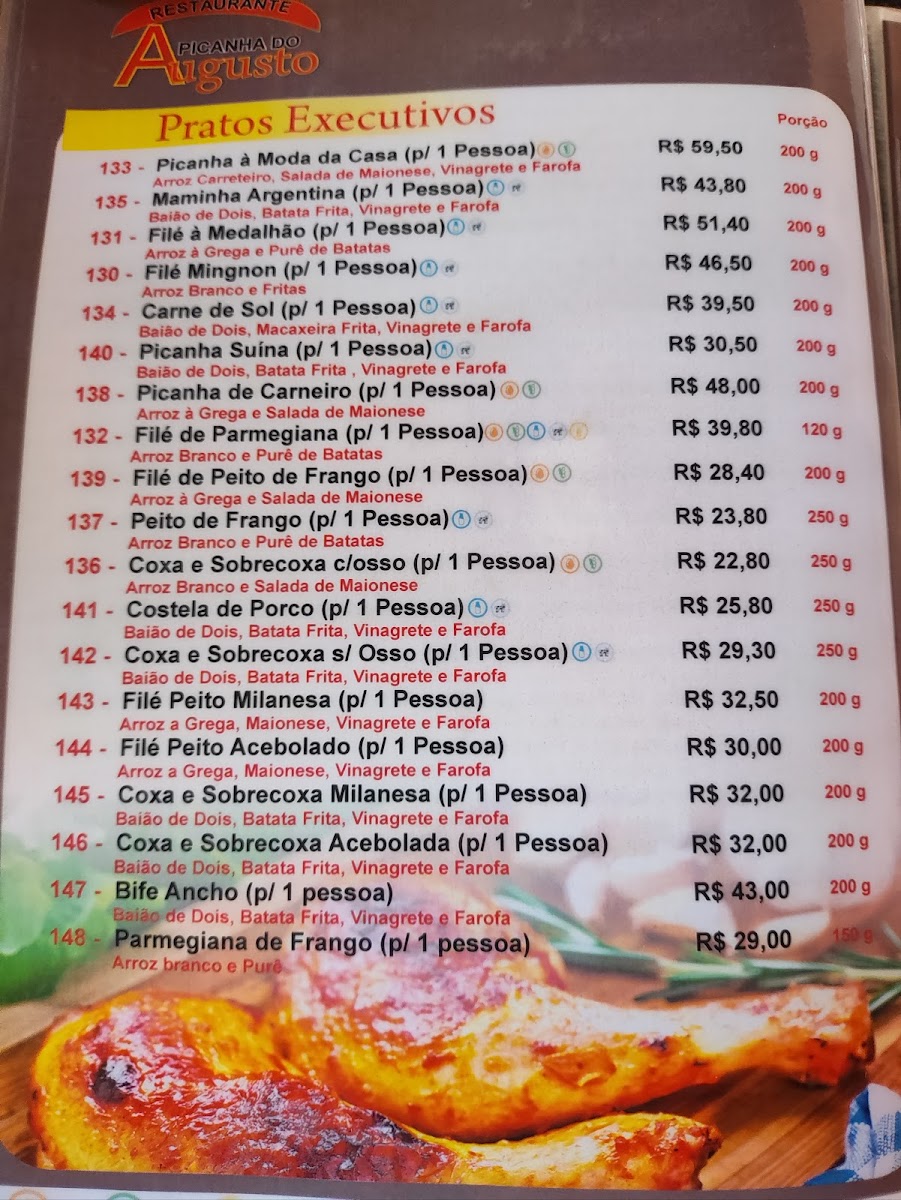 RESTAURANTE
PICANHA DO
Augusto
Pratos Executivos
Porção
133 - Picanha à Moda da Casa (p/ 1 Pessoa) R$ 59,50 200 g
Arroz Carreteiro, Salada de Maionese, Vinagrete e Farofa
135 - Maminha Argentina (p/ 1 Pessoa) R$ 43,80 200 g
Baião de Dois, Batata Frita, Vinagrete e Farofa
131 - Filé à Medalhão (p/ 1 Pessoa) R$ 51,40 200 g
Arroz à Grega e Purê de Batatas
130 - Filé Mingnon (p/ 1 Pessoa) R$ 46,50 200 g
Arroz Branco e Fritas
134 - Carne de Sol (p/ 1 Pessoa) R$ 39,50 200 g
Baião de Dois, Macaxeira Frita, Vinagrete e Farofa
140 - Picanha Suína (p/ 1 Pessoa) R$ 30,50 200 g
Baião de Dois, Batata Frita , Vinagrete e Farofa
138 - Picanha de Carneiro (p/ 1 Pessoa) R$ 48,00 200 g
Arroz à Grega e Salada de Maionese
132 - Filé de Parmegiana (p/ 1 Pessoa) R$ 39,80 120 g
Arroz Branco e Purê de Batatas
139 - Filé de Peito de Frango (p/ 1 Pessoa) R$ 28,40 200 g
Arroz à Grega e Salada de Maionese
137 - Peito de Frango (p/ 1 Pessoa) R$ 23,80 250 g
Arroz Branco e Purê de Batatas
136 - Coxa e Sobrecoxa c/osso (p/ 1 Pessoa) R$ 22,80 250 g
Arroz Branco e Salada de Maionese
141 - Costela de Porco (p/ 1 Pessoa) R$ 25,80 250 g
Baião de Dois, Batata Frita, Vinagrete e Farofa
142 - Coxa e Sobrecoxa s/ Osso (p/ 1 Pessoa) R$ 29,30 250 g
Baião de Dois, Batata Frita, Vinagrete e Farofa
143 - Filé Peito Milanesa (p/ 1 Pessoa) R$ 32,50 200 g
Arroz a Grega, Maionese, Vinagrete e Farofa
144 - Filé Peito Acebolado (p/ 1 Pessoa) R$ 30,00 200 g
Arroz a Grega, Maionese, Vinagrete e Farofa
145 - Coxa e Sobrecoxa Milanesa (p/ 1 Pessoa) R$ 32,00 200 g
Baião de Dois, Batata Frita, Vinagrete e Farofa
146 - Coxa e Sobrecoxa Acebolada (p/ 1 Pessoa) R$ 32,00 200 g
Baião de Dois, Batata Frita, Vinagrete e Farofa
147 - Bife Ancho (p/ 1 pessoa) R$ 43,00 200 g
Baião de Dois, Batata Frita, Vinagrete e Farofa
148 - Parmegiana de Frango (p/ 1 pessoa) R$ 29,00 150 g
Arroz branco e Purê